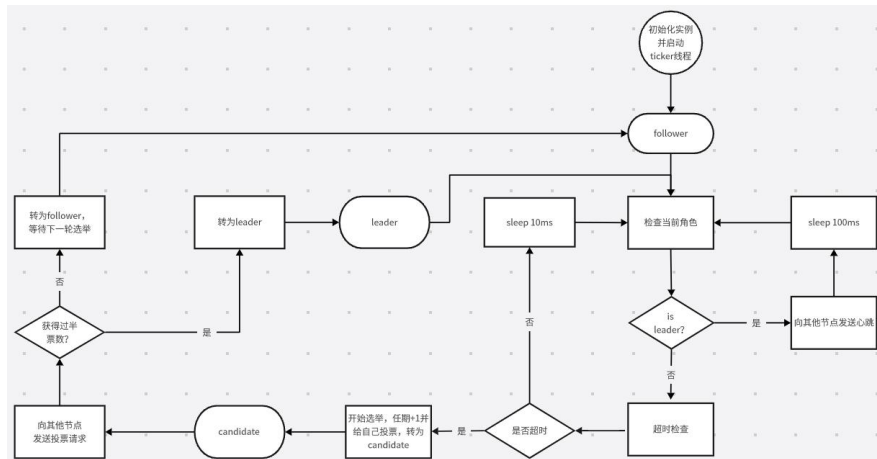 初始化实例
并启动
ticker线程
follower
转为follower，
等待下一轮选举
转为leader
leader
sleep 10ms
检查当前角色
sleep 100ms
否
获得过半
票数？
是
否
is
leader?
是
向其他节点发送心跳
否
向其他节点
发送投票请求
candidate
开始选举，任期+1并
给自己投票，转为
candidate
是
是否超时
超时检查